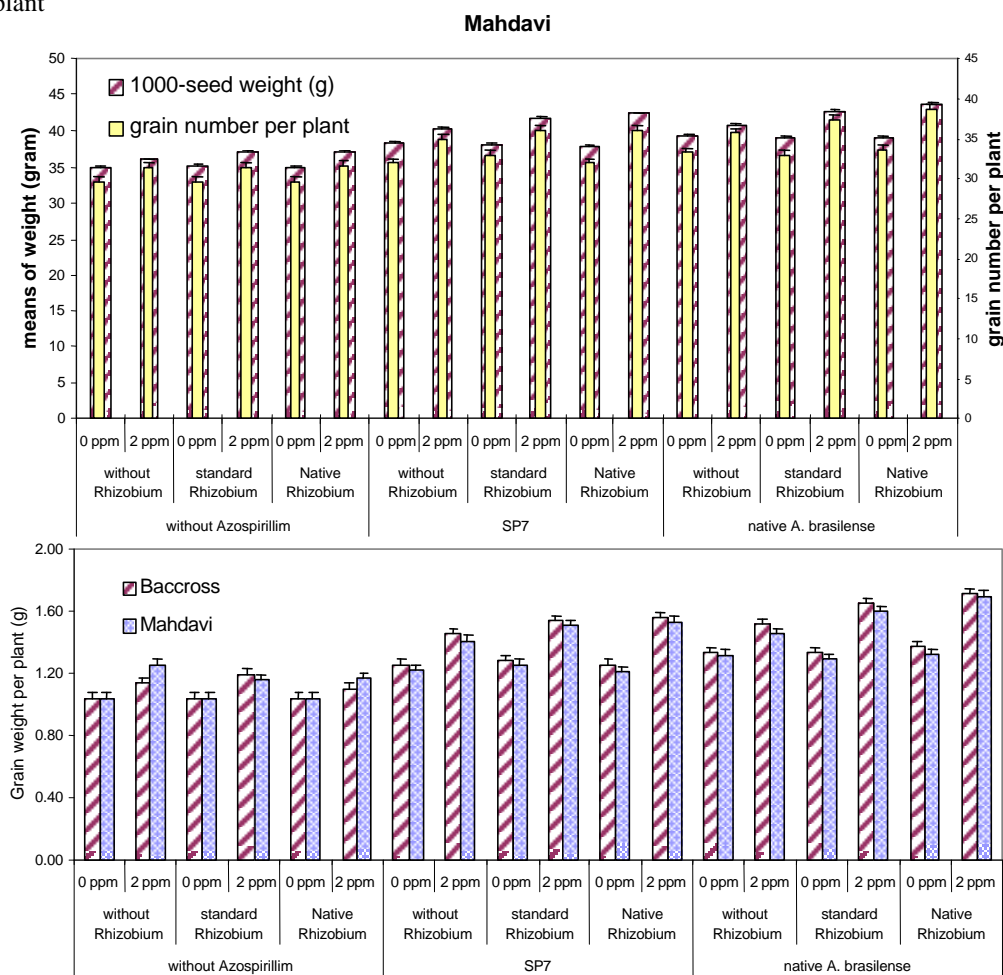 plant
Mahdavi
50
45
40
35
30
25
20
15
10
5
0
means of weight (gram)
1000-seed weight (g)
grain number per plant
45
40
35
30
25
20
15
10
5
0
grain number per plant
0 ppm 2 ppm 0 ppm 2 ppm 0 ppm 2 ppm 0 ppm 2 ppm 0 ppm 2 ppm 0 ppm 2 ppm 0 ppm 2 ppm 0 ppm 2 ppm 0 ppm 2 ppm
without standard Native without standard Native without standard Native
Rhizobium Rhizobium Rhizobium Rhizobium Rhizobium Rhizobium Rhizobium Rhizobium Rhizobium
without Azospirillim SP7 native A. brasilense
2.00
1.60
1.20
0.80
0.40
0.00
Grain weight per plant (g)
Baccross
Mahdavi
0 ppm 2 ppm 0 ppm 2 ppm 0 ppm 2 ppm 0 ppm 2 ppm 0 ppm 2 ppm 0 ppm 2 ppm 0 ppm 2 ppm 0 ppm 2 ppm 0 ppm 2 ppm
without standard Native without standard Native without standard Native
Rhizobium Rhizobium Rhizobium Rhizobium Rhizobium Rhizobium Rhizobium Rhizobium Rhizobium
without Azospirillim SP7 native A. brasilense